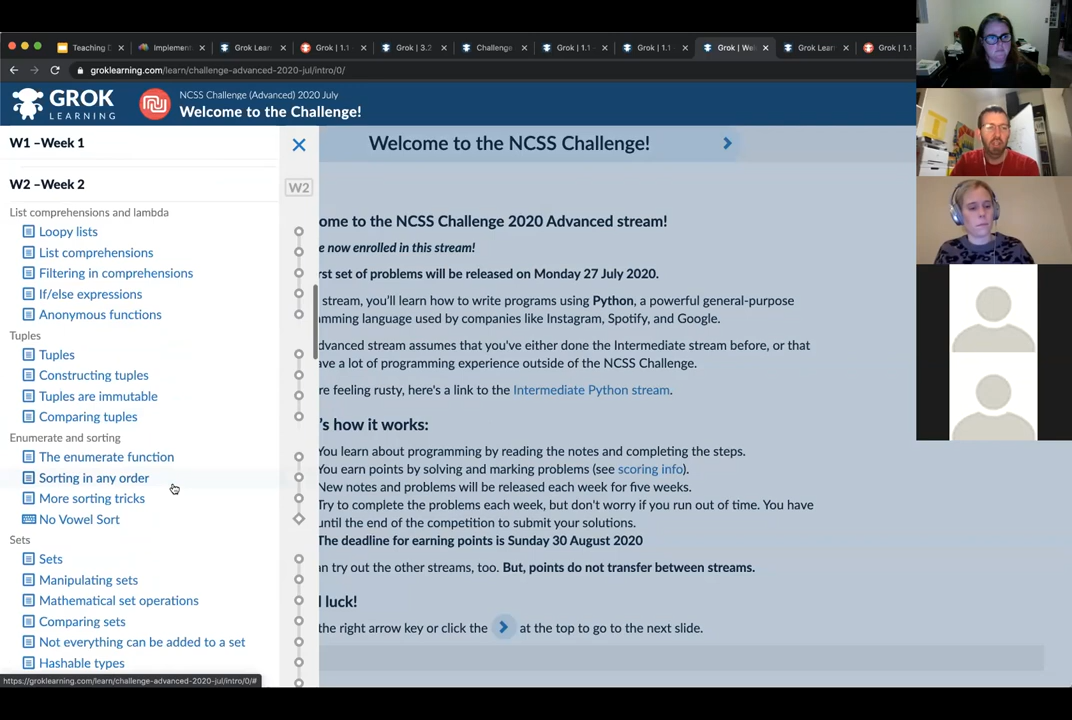 Teaching D
Implemen
Grok Lear
Grok | 1.1
Grok | 3.2
Challenge
Grok | 1.1
Grok | 1.1
Grok | Wel
Grok Learn
Grok | 1.1
groklearning.com/learn/challenge-advanced-2020-jul/intro/0/
GROK
LEARNING
NCSS Challenge (Advanced) 2020 July
Welcome to the Challenge!
W1 –Week 1
W2 –Week 2
List comprehensions and lambda
Loopy lists
List comprehensions
Filtering in comprehensions
If/else expressions
Anonymous functions
Tuples
Tuples
Constructing tuples
Tuples are immutable
Comparing tuples
Enumerate and sorting
The enumerate function
Sorting in any order
More sorting tricks
No Vowel Sort
Sets
Sets
Manipulating sets
Mathematical set operations
Comparing sets
Not everything can be added to a set
Hashable types
https://groklearning.com/learn/challenge-advanced-2020-jul/intro/0/#
W2
Welcome to the NCSS Challenge!
ome to the NCSS Challenge 2020 Advanced stream!
e now enrolled in this stream!
rst set of problems will be released on Monday 27 July 2020.
stream, you'll learn how to write programs using Python, a powerful general-purpose
mming language used by companies like Instagram, Spotify, and Google.
dvanced stream assumes that you've either done the Intermediate stream before, or that
ave a lot of programming experience outside of the NCSS Challenge.
re feeling rusty, here's a link to the Intermediate Python stream.
's how it works:
You learn about programming by reading the notes and completing the steps.
You earn points by solving and marking problems (see scoring info).
New notes and problems will be released each week for five weeks.
Try to complete the problems each week, but don't worry if you run out of time. You have
until the end of the competition to submit your solutions.
The deadline for earning points is Sunday 30 August 2020
n try out the other streams, too. But, points do not transfer between streams.
l luck!
the right arrow key or click the at the top to go to the next slide.